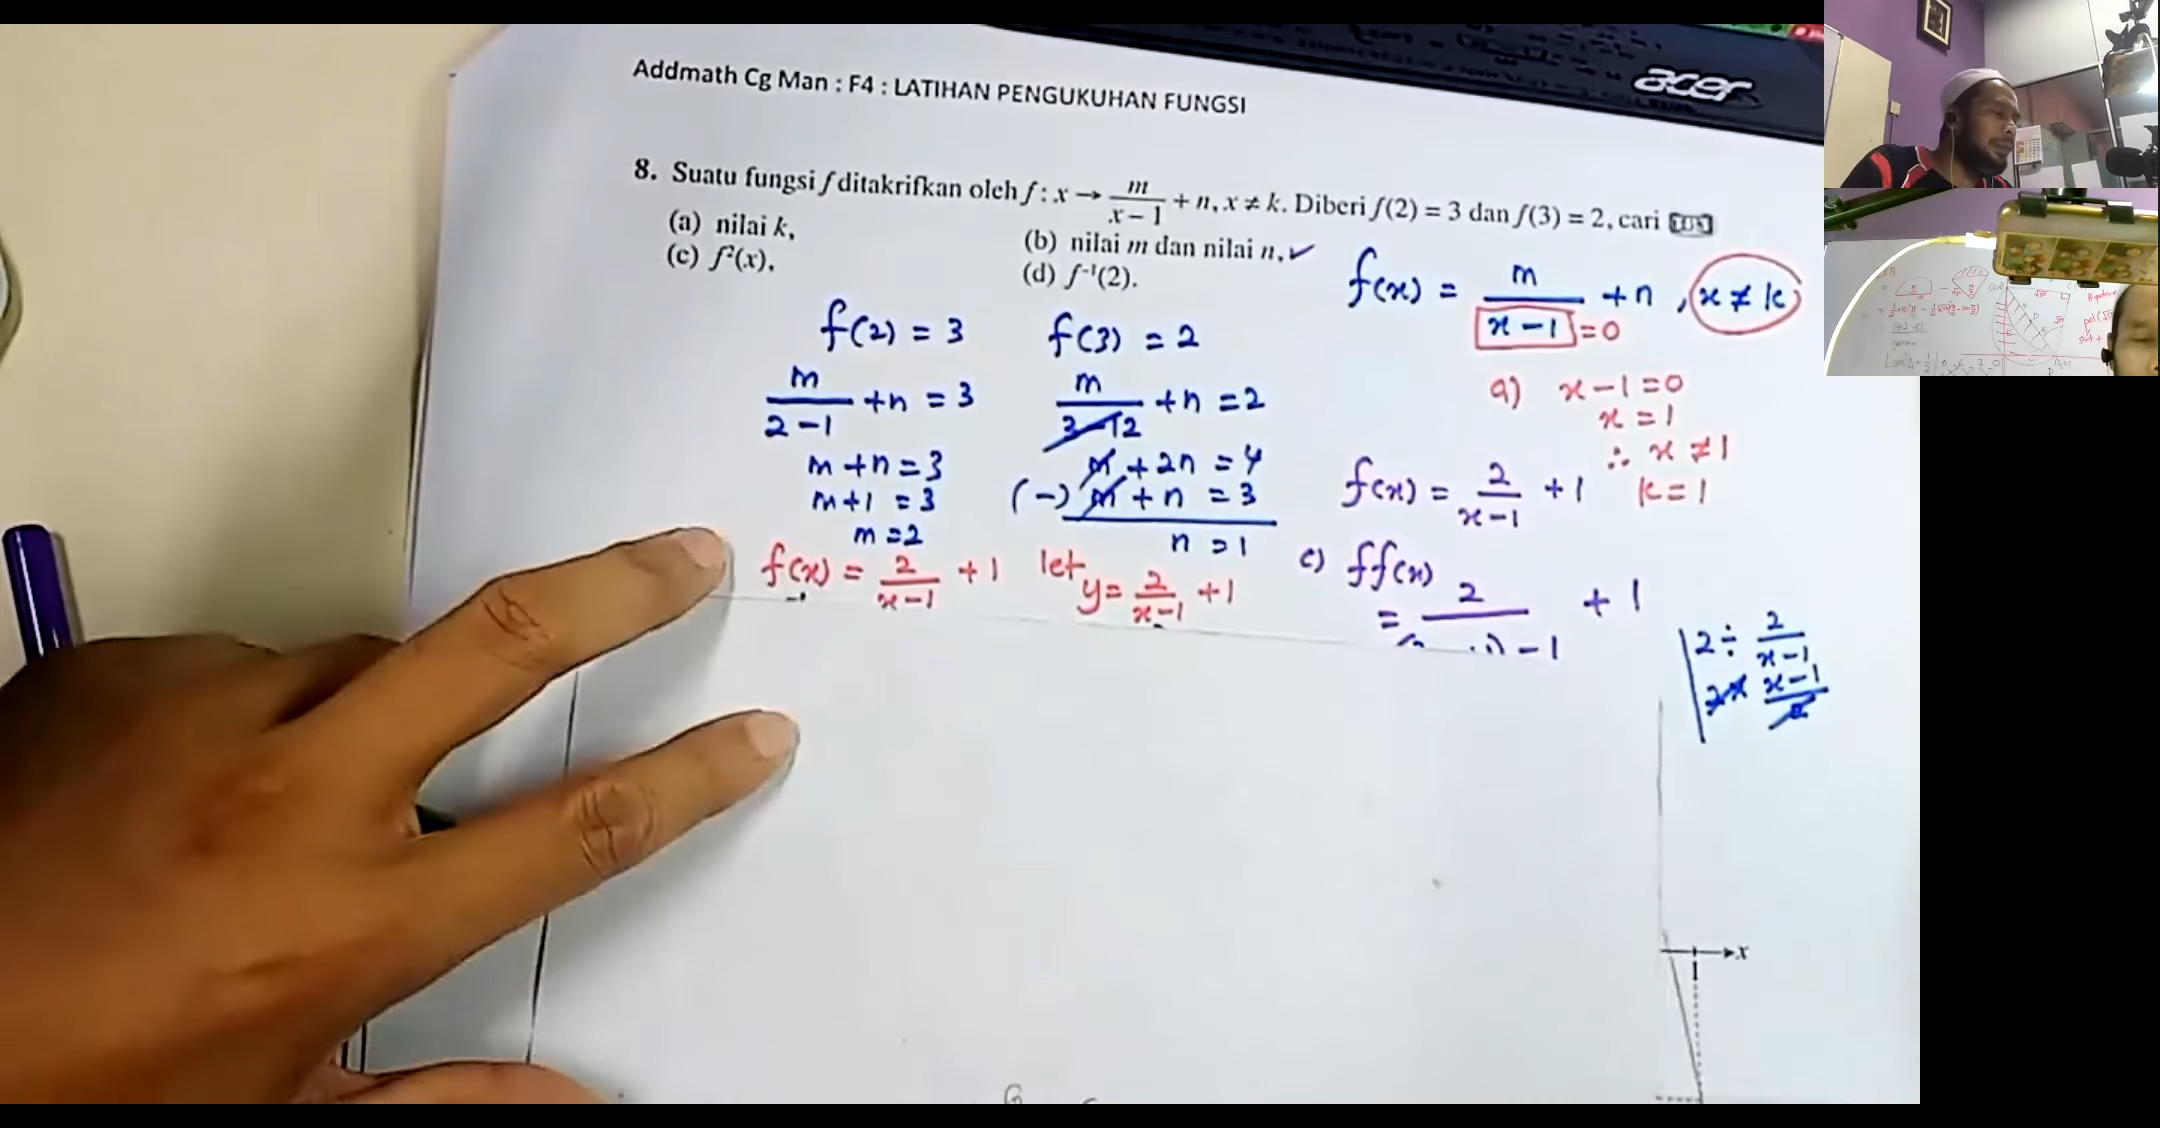 acer
Addmath Cg Man : F4 : LATIHAN PENGUKUHAN FUNGSI
8. Suatu fungsi f ditakrifkan oleh f : x → m/(x − 1) + n, x ≠ k. Diberi f(2) = 3 dan f(3) = 2, cari
(a) nilai k,
(b) nilai m dan nilai n, ✓
(c) f²(x),
(d) f⁻¹(2).
f(x) = m/(x − 1) + n , x ≠ k
= 0
f(2) = 3
m/(2 − 1) + n = 3
m + n = 3
m + 1 = 3
m = 2
f(3) = 2
m/(3 − 1) 2 + n = 2
m + 2n = 4
(−) m + n = 3
n = 1
a) x − 1 = 0
x = 1
∴ x ≠ 1
k = 1
f(x) = 2/(x − 1) + 1
f(x) = 2/(x − 1) + 1
let y = 2/(x − 1) + 1
c) ff(x)
2 ÷ 2/(x − 1)
2 × (x − 1)/2
x
1